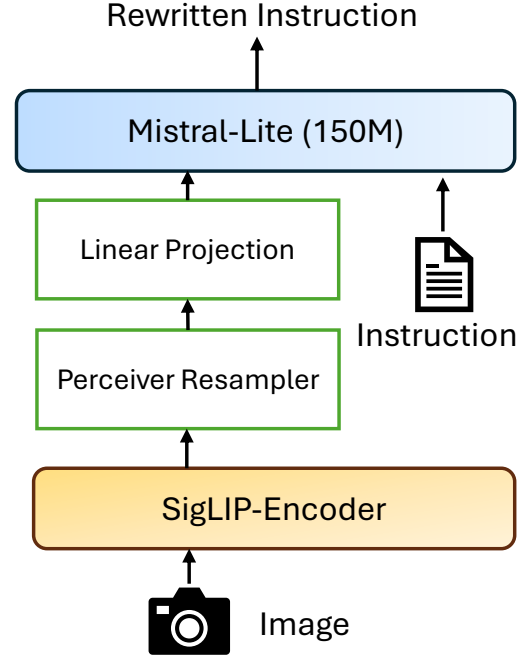 Rewritten Instruction
Mistral-Lite (150M)
Linear Projection
Instruction
Perceiver Resampler
SigLIP-Encoder
Image